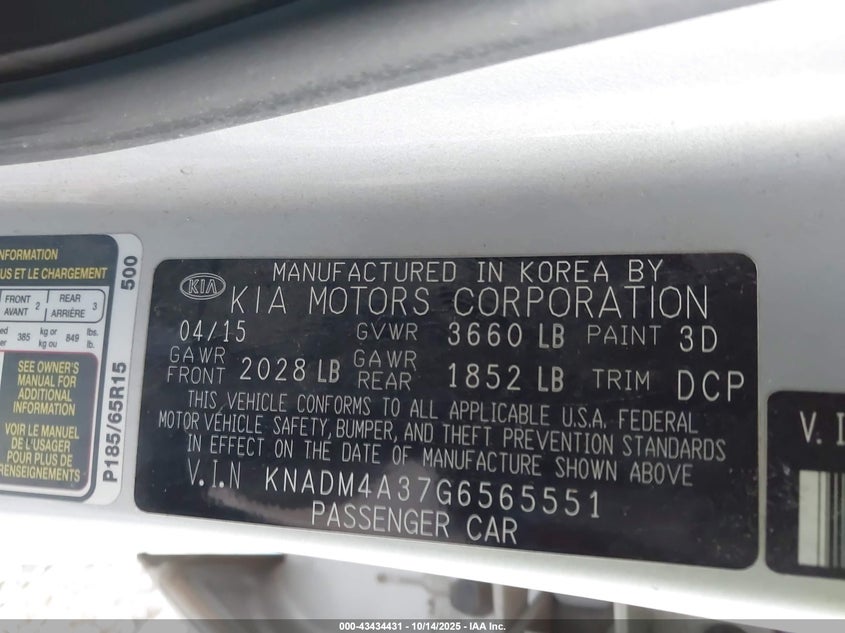 INFORMATION
US ET LE CHARGEMENT
FRONT AVANT 2 REAR ARRIÈRE 3
385 kg or kg ou 849 lbs. lb.
SEE OWNER'S
MANUAL FOR
ADDITIONAL
INFORMATION
VOIR LE MANUEL
DE L'USAGER
POUR PLUS DE
RENSEIGNEMENTS
P185/65R15 500
MANUFACTURED IN KOREA BY
KIA KIA MOTORS CORPORATION
04/15 GVWR 3660 LB PAINT 3D
GAWR FRONT 2028 LB GAWR REAR 1852 LB TRIM DCP
THIS VEHICLE CONFORMS TO ALL APPLICABLE U.S.A. FEDERAL
MOTOR VEHICLE SAFETY, BUMPER, AND THEFT PREVENTION STANDARDS
IN EFFECT ON THE DATE OF MANUFACTURE SHOWN ABOVE
V.I.N KNADM4A37G6565551
PASSENGER CAR
V. I
000-43434431 - 10/14/2025 - IAA Inc.